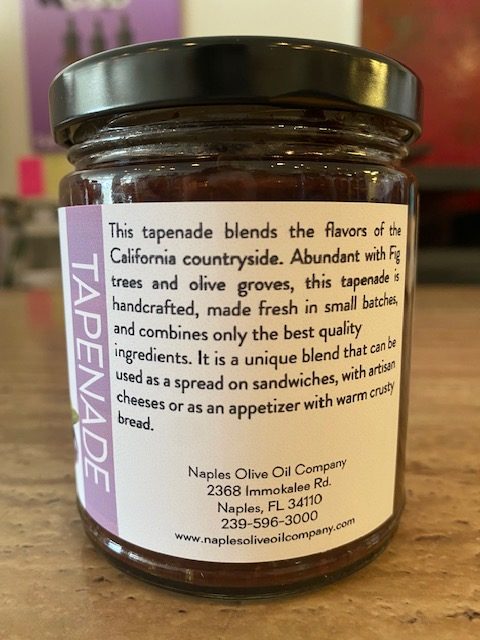 TAPENADE
This tapenade blends the flavors of the
California countryside. Abundant with Fig
trees and olive groves, this tapenade is
handcrafted, made fresh in small batches,
and combines only the best quality
ingredients. It is a unique blend that can be
used as a spread on sandwiches, with artisan
cheeses or as an appetizer with warm crusty
bread.
Naples Olive Oil Company
2368 Immokalee Rd.
Naples, FL 34110
239-596-3000
www.naplesoliveoilcompany.com